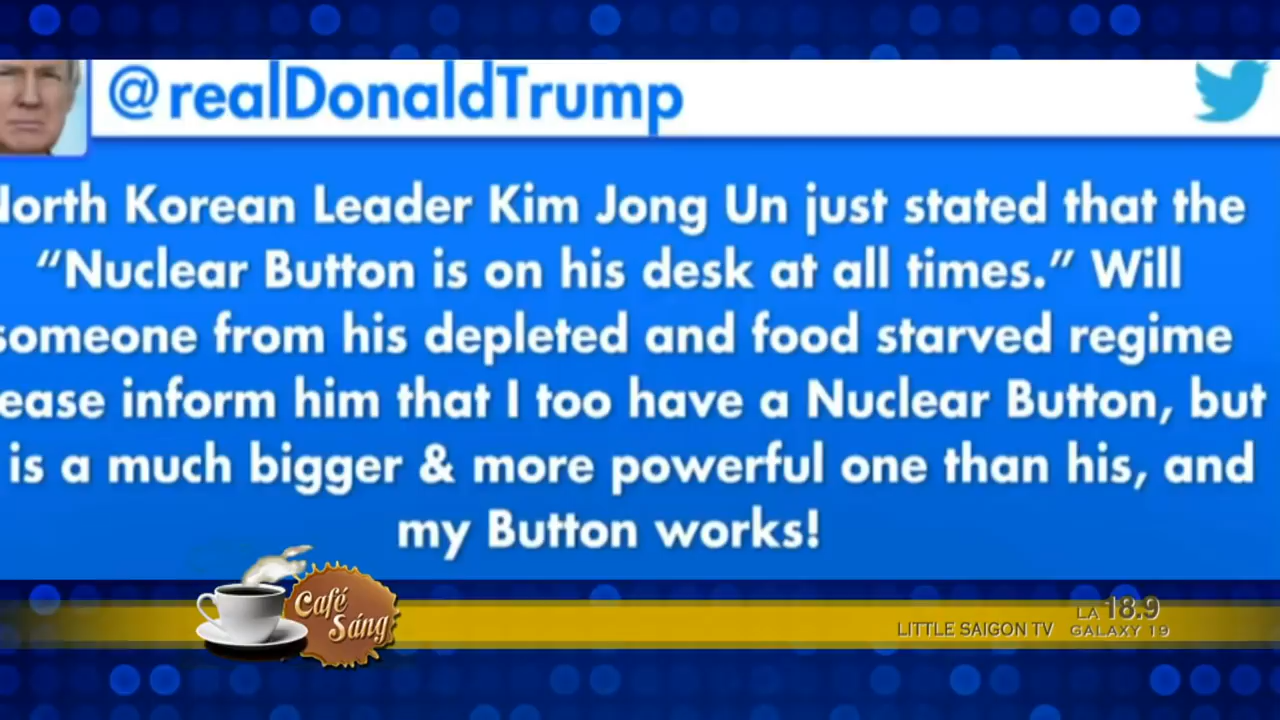 @realDonaldTrump
North Korean Leader Kim Jong Un just stated that the
“Nuclear Button is on his desk at all times.” Will
someone from his depleted and food starved regime
ease inform him that I too have a Nuclear Button, but
is a much bigger & more powerful one than his, and
my Button works!
Café
Sáng
LITTLE SAIGON TV
LA 18.9
GALAXY 19